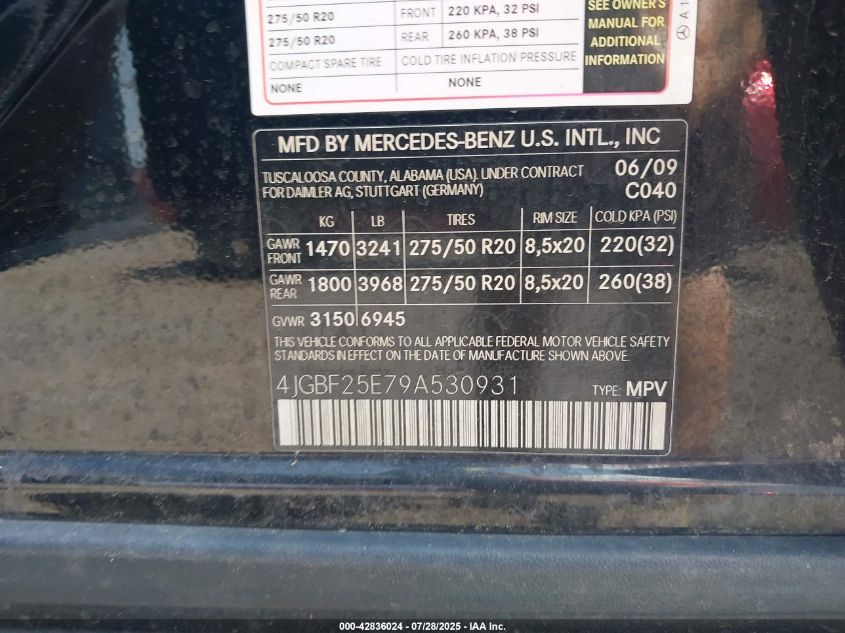 275/50 R20 FRONT 220 KPA, 32 PSI
275/50 R20 REAR 260 KPA, 38 PSI
COMPACT SPARE TIRE COLD TIRE INFLATION PRESSURE
NONE NONE
SEE OWNER'S
MANUAL FOR
ADDITIONAL
INFORMATION
MFD BY MERCEDES-BENZ U.S. INTL., INC
TUSCALOOSA COUNTY, ALABAMA (USA). UNDER CONTRACT 06/09
FOR DAIMLER AG, STUTTGART (GERMANY) C040
KG LB TIRES RIM SIZE COLD KPA (PSI)
GAWR FRONT 1470 3241 275/50 R20 8,5x20 220(32)
GAWR REAR 1800 3968 275/50 R20 8,5x20 260(38)
GVWR 3150 6945
THIS VEHICLE CONFORMS TO ALL APPLICABLE FEDERAL MOTOR VEHICLE SAFETY
STANDARDS IN EFFECT ON THE DATE OF MANUFACTURE SHOWN ABOVE.
4JGBF25E79A530931 TYPE: MPV
000-42836024 - 07/28/2025 - IAA Inc.